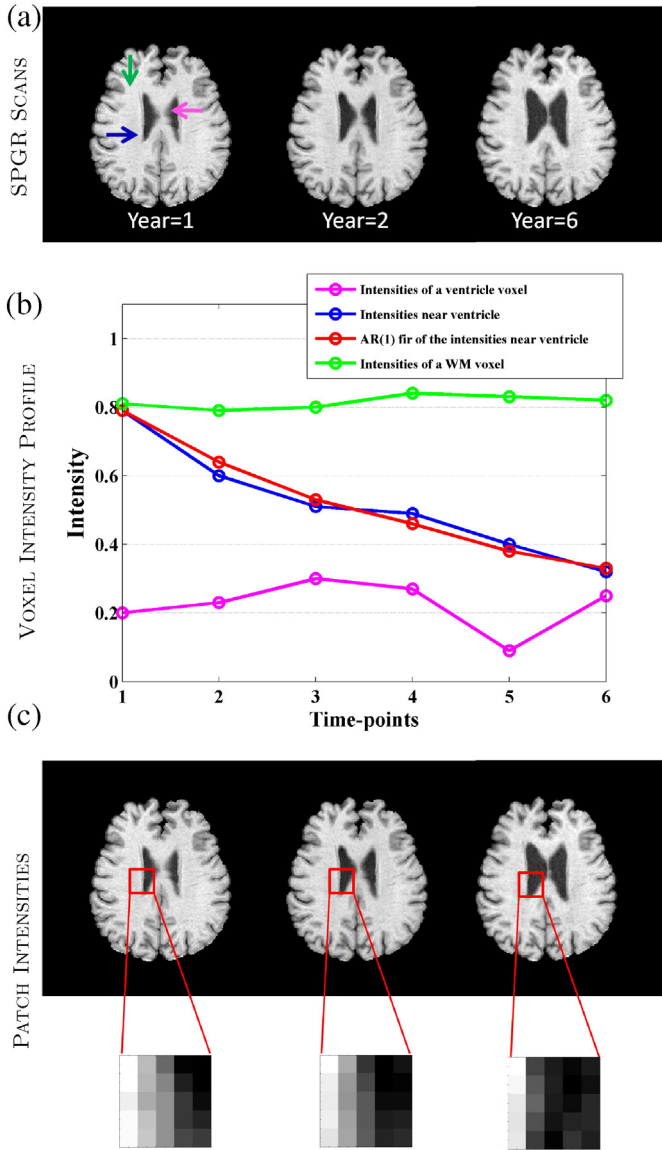 (a)
SPGR SCANS
Year=1
Year=2
Year=6
(b)
Intensities of a ventricle voxel
Intensities near ventricle
AR(1) fir of the intensities near ventricle
Intensities of a WM voxel
VOXEL INTENSITY PROFILE
Intensity
1
0.8
0.6
0.4
0.2
0
1 2 3 4 5 6
Time-points
(c)
PATCH INTENSITIES